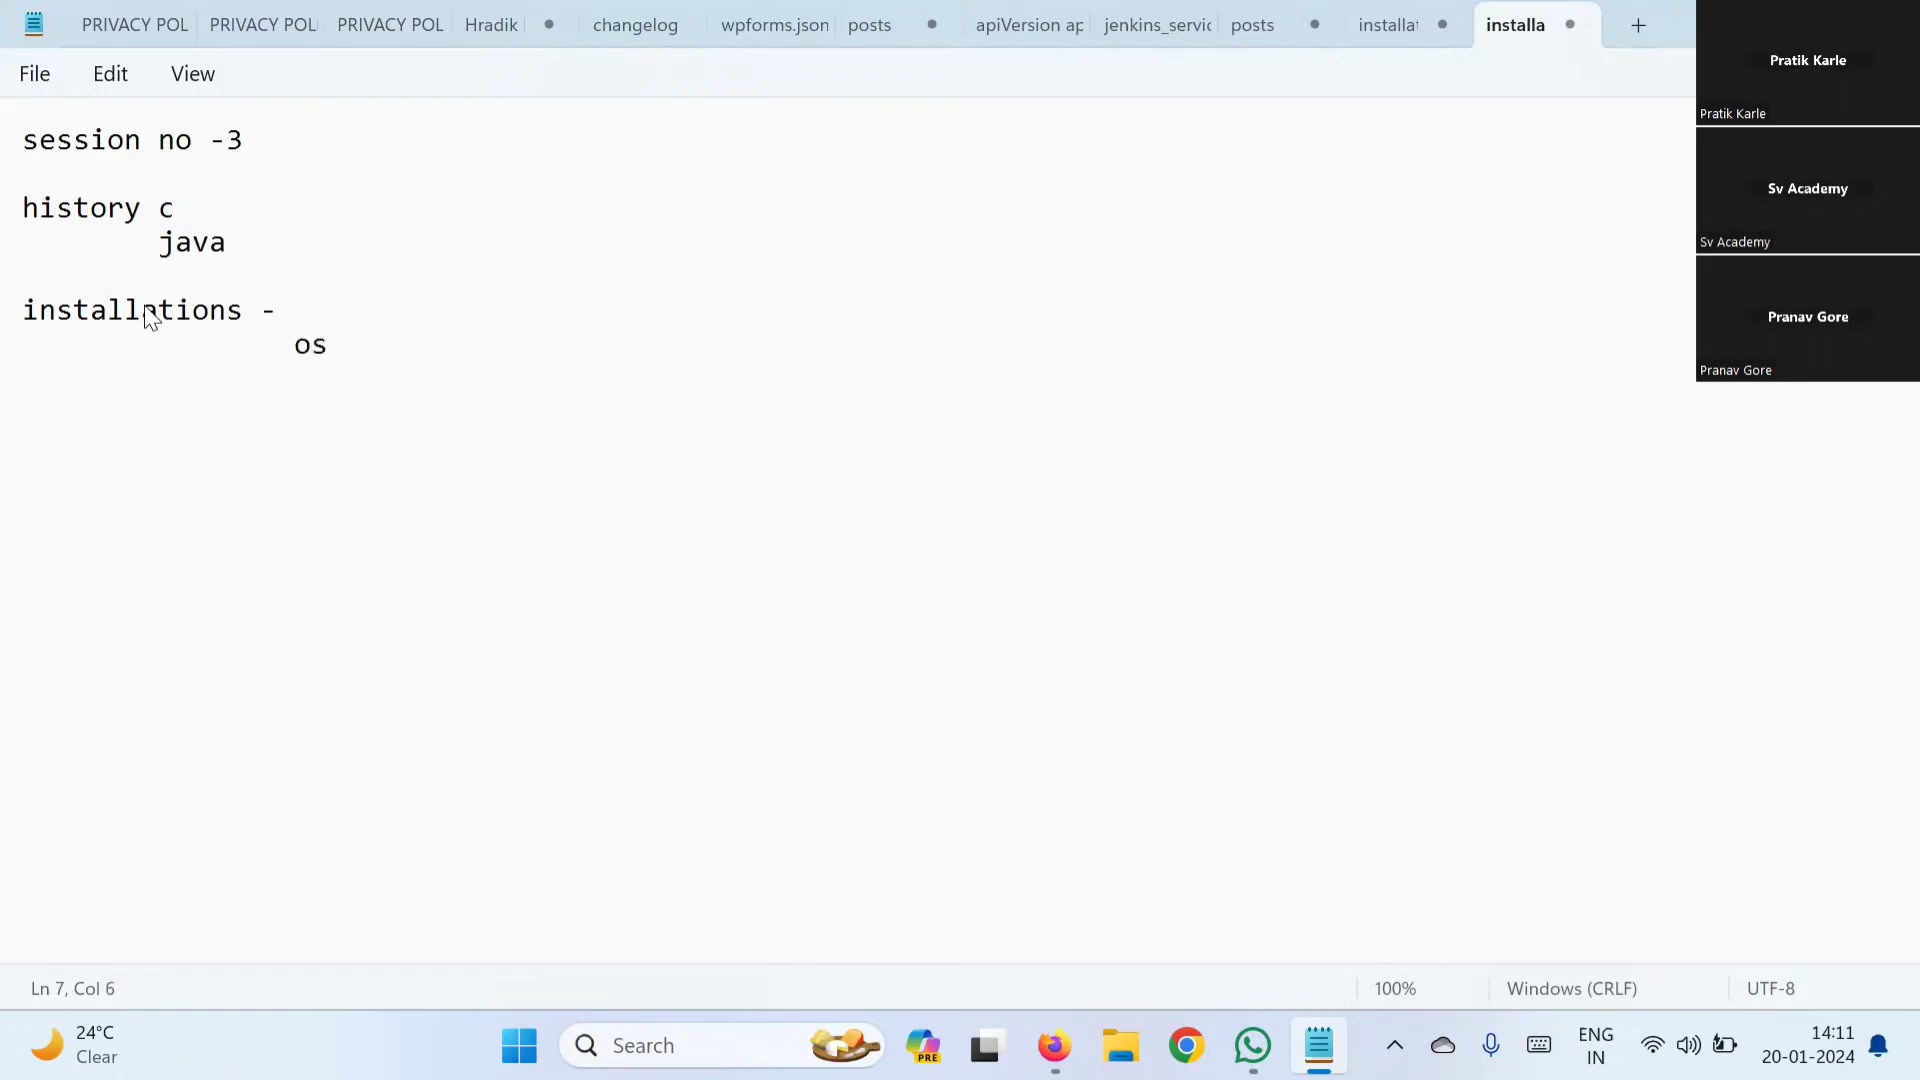 PRIVACY POL PRIVACY POL PRIVACY POL Hradik changelog wpforms.json posts apiVersion ap jenkins_servic posts installat installa
File Edit View
session no -3
history c
java
installations -
os
Pratik Karle
Pratik Karle
Sv Academy
Sv Academy
Pranav Gore
Pranav Gore
Ln 7, Col 6 100% Windows (CRLF) UTF-8
24°C
Clear
Search
PRE
ENG
IN
14:11
20-01-2024